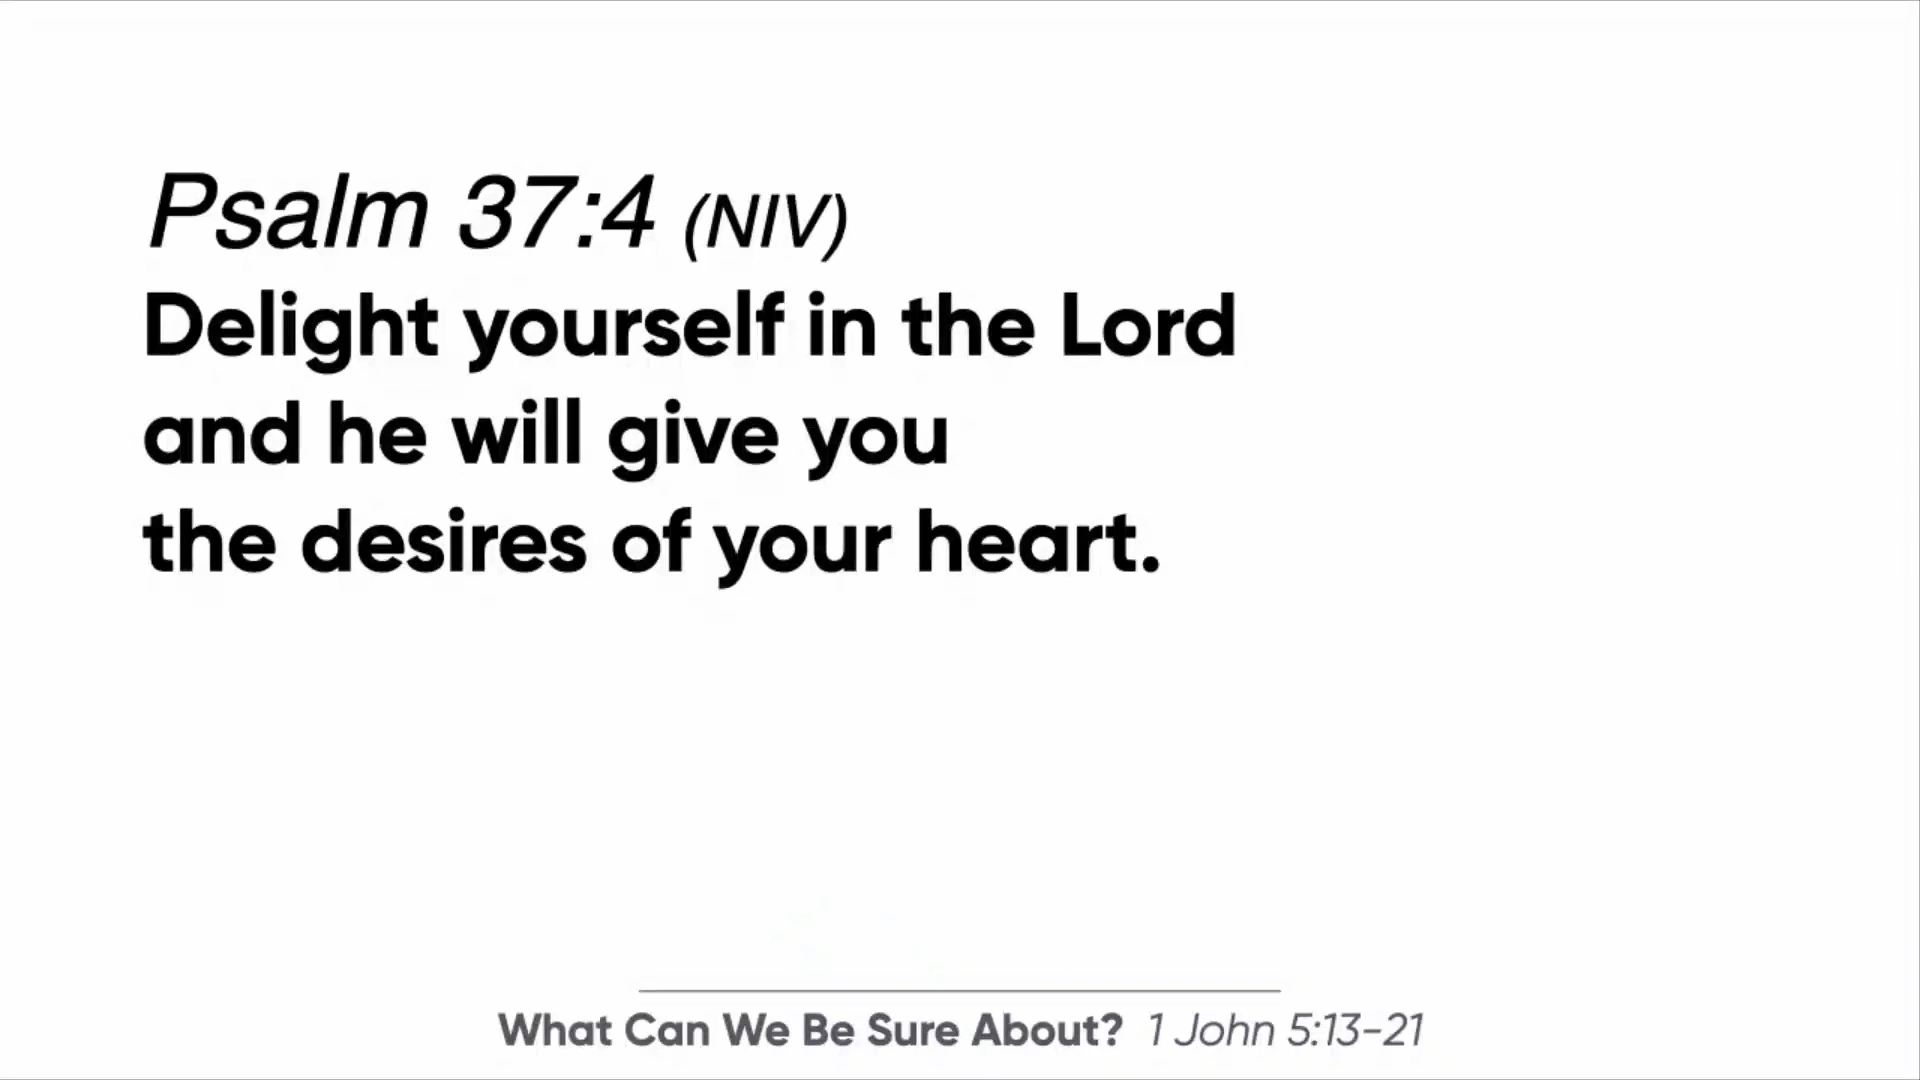 Psalm 37:4 (NIV)
Delight yourself in the Lord
and he will give you
the desires of your heart.
What Can We Be Sure About? 1 John 5:13–21